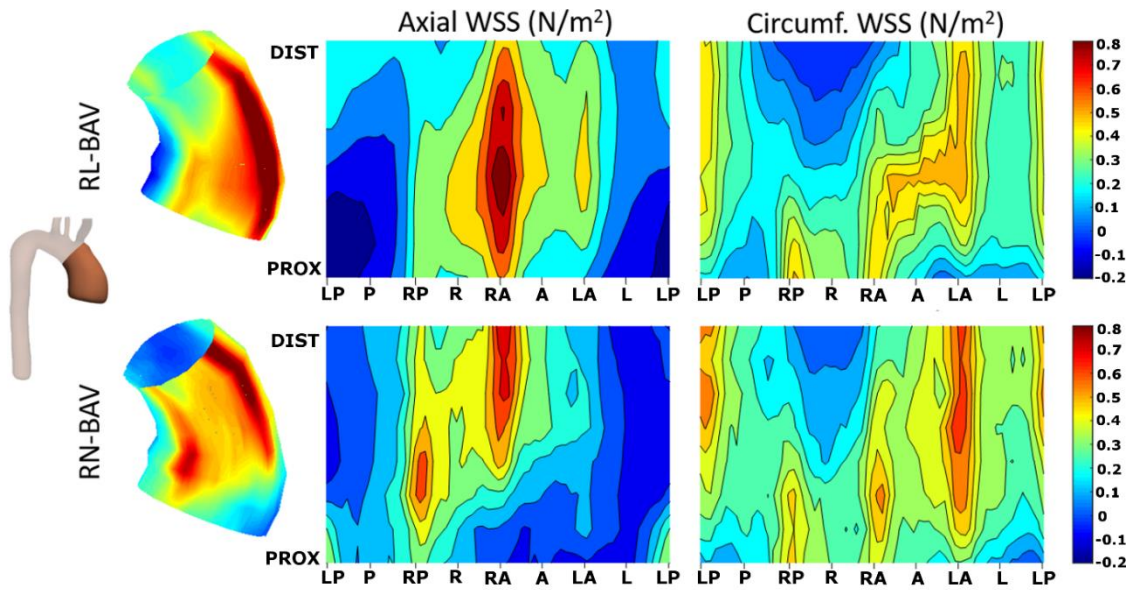 Axial WSS (N/m²)
Circumf. WSS (N/m²)
RL-BAV
DIST
PROX
LP P RP R RA A LA L LP
LP P RP R RA A LA L LP
0.8
0.7
0.6
0.5
0.4
0.3
0.2
0.1
0
-0.1
-0.2
RN-BAV
DIST
PROX
LP P RP R RA A LA L LP
LP P RP R RA A LA L LP
0.8
0.7
0.6
0.5
0.4
0.3
0.2
0.1
0
-0.1
-0.2